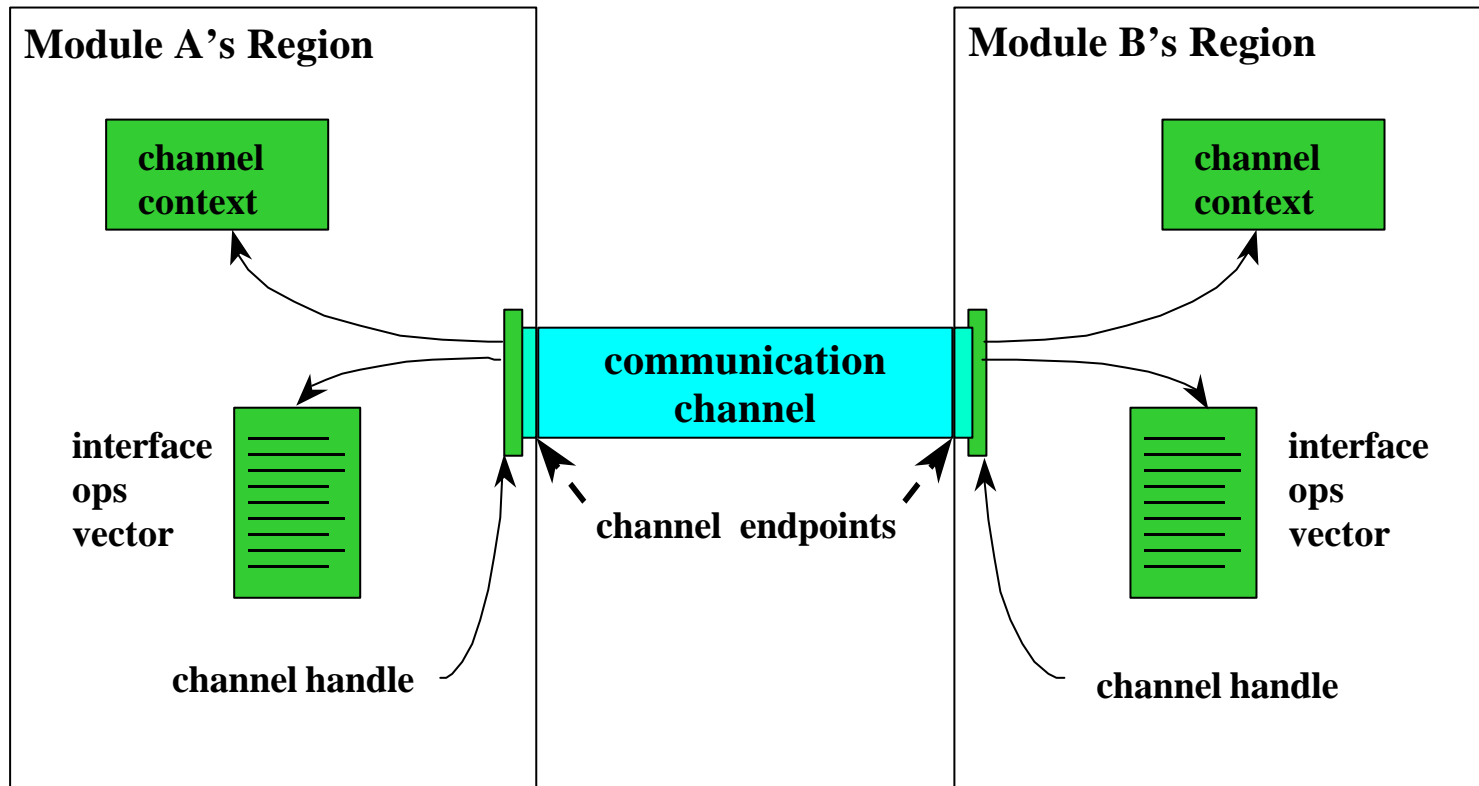 Module A’s Region
Module B’s Region
channel
context
channel
context
communication
channel
interface
ops
vector
interface
ops
vector
channel endpoints
channel handle
channel handle